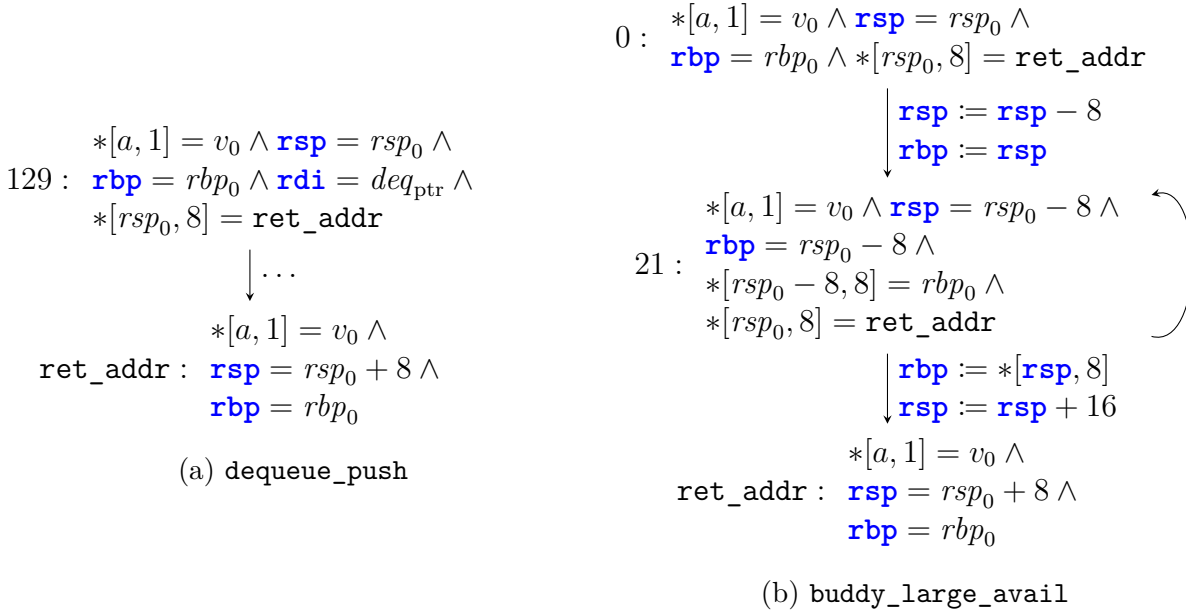 129 :
∗[a, 1] = v₀ ∧ rsp = rsp₀ ∧
rbp = rbp₀ ∧ rdi = deq_ptr ∧
∗[rsp₀, 8] = ret_addr
...
ret_addr :
∗[a, 1] = v₀ ∧
rsp = rsp₀ + 8 ∧
rbp = rbp₀
(a) dequeue_push
0 :
∗[a, 1] = v₀ ∧ rsp = rsp₀ ∧
rbp = rbp₀ ∧ ∗[rsp₀, 8] = ret_addr
rsp := rsp − 8
rbp := rsp
21 :
∗[a, 1] = v₀ ∧ rsp = rsp₀ − 8 ∧
rbp = rsp₀ − 8 ∧
∗[rsp₀ − 8, 8] = rbp₀ ∧
∗[rsp₀, 8] = ret_addr
rbp := ∗[rsp, 8]
rsp := rsp + 16
ret_addr :
∗[a, 1] = v₀ ∧
rsp = rsp₀ + 8 ∧
rbp = rbp₀
(b) buddy_large_avail